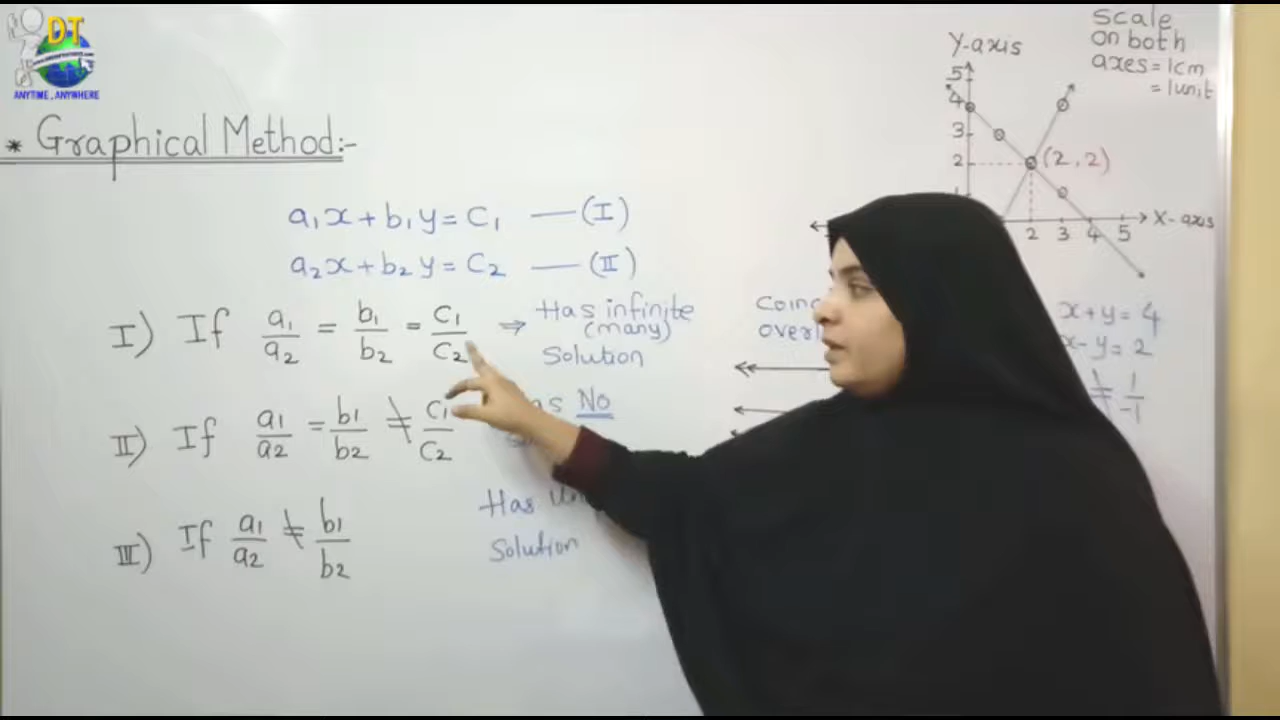 DT
ANYTIME, ANYWHERE
* Graphical Method:-
a₁x + b₁y = C₁ —(I)
a₂x + b₂y = C₂ —(II)
I) If a₁/a₂ = b₁/b₂ = C₁/C₂ ⇒ Has infinite
(many)
Solution
II) If a₁/a₂ = b₁/b₂ ≠ C₁/C₂
No
III) If a₁/a₂ ≠ b₁/b₂
Has
Solution
Scale
on both
axes = 1cm
= 1unit
Y-axis
5
4
3
2
1
(2, 2)
2 3 4 5
X-axis
x + y = 4
x - y = 2
≠ 1/-1